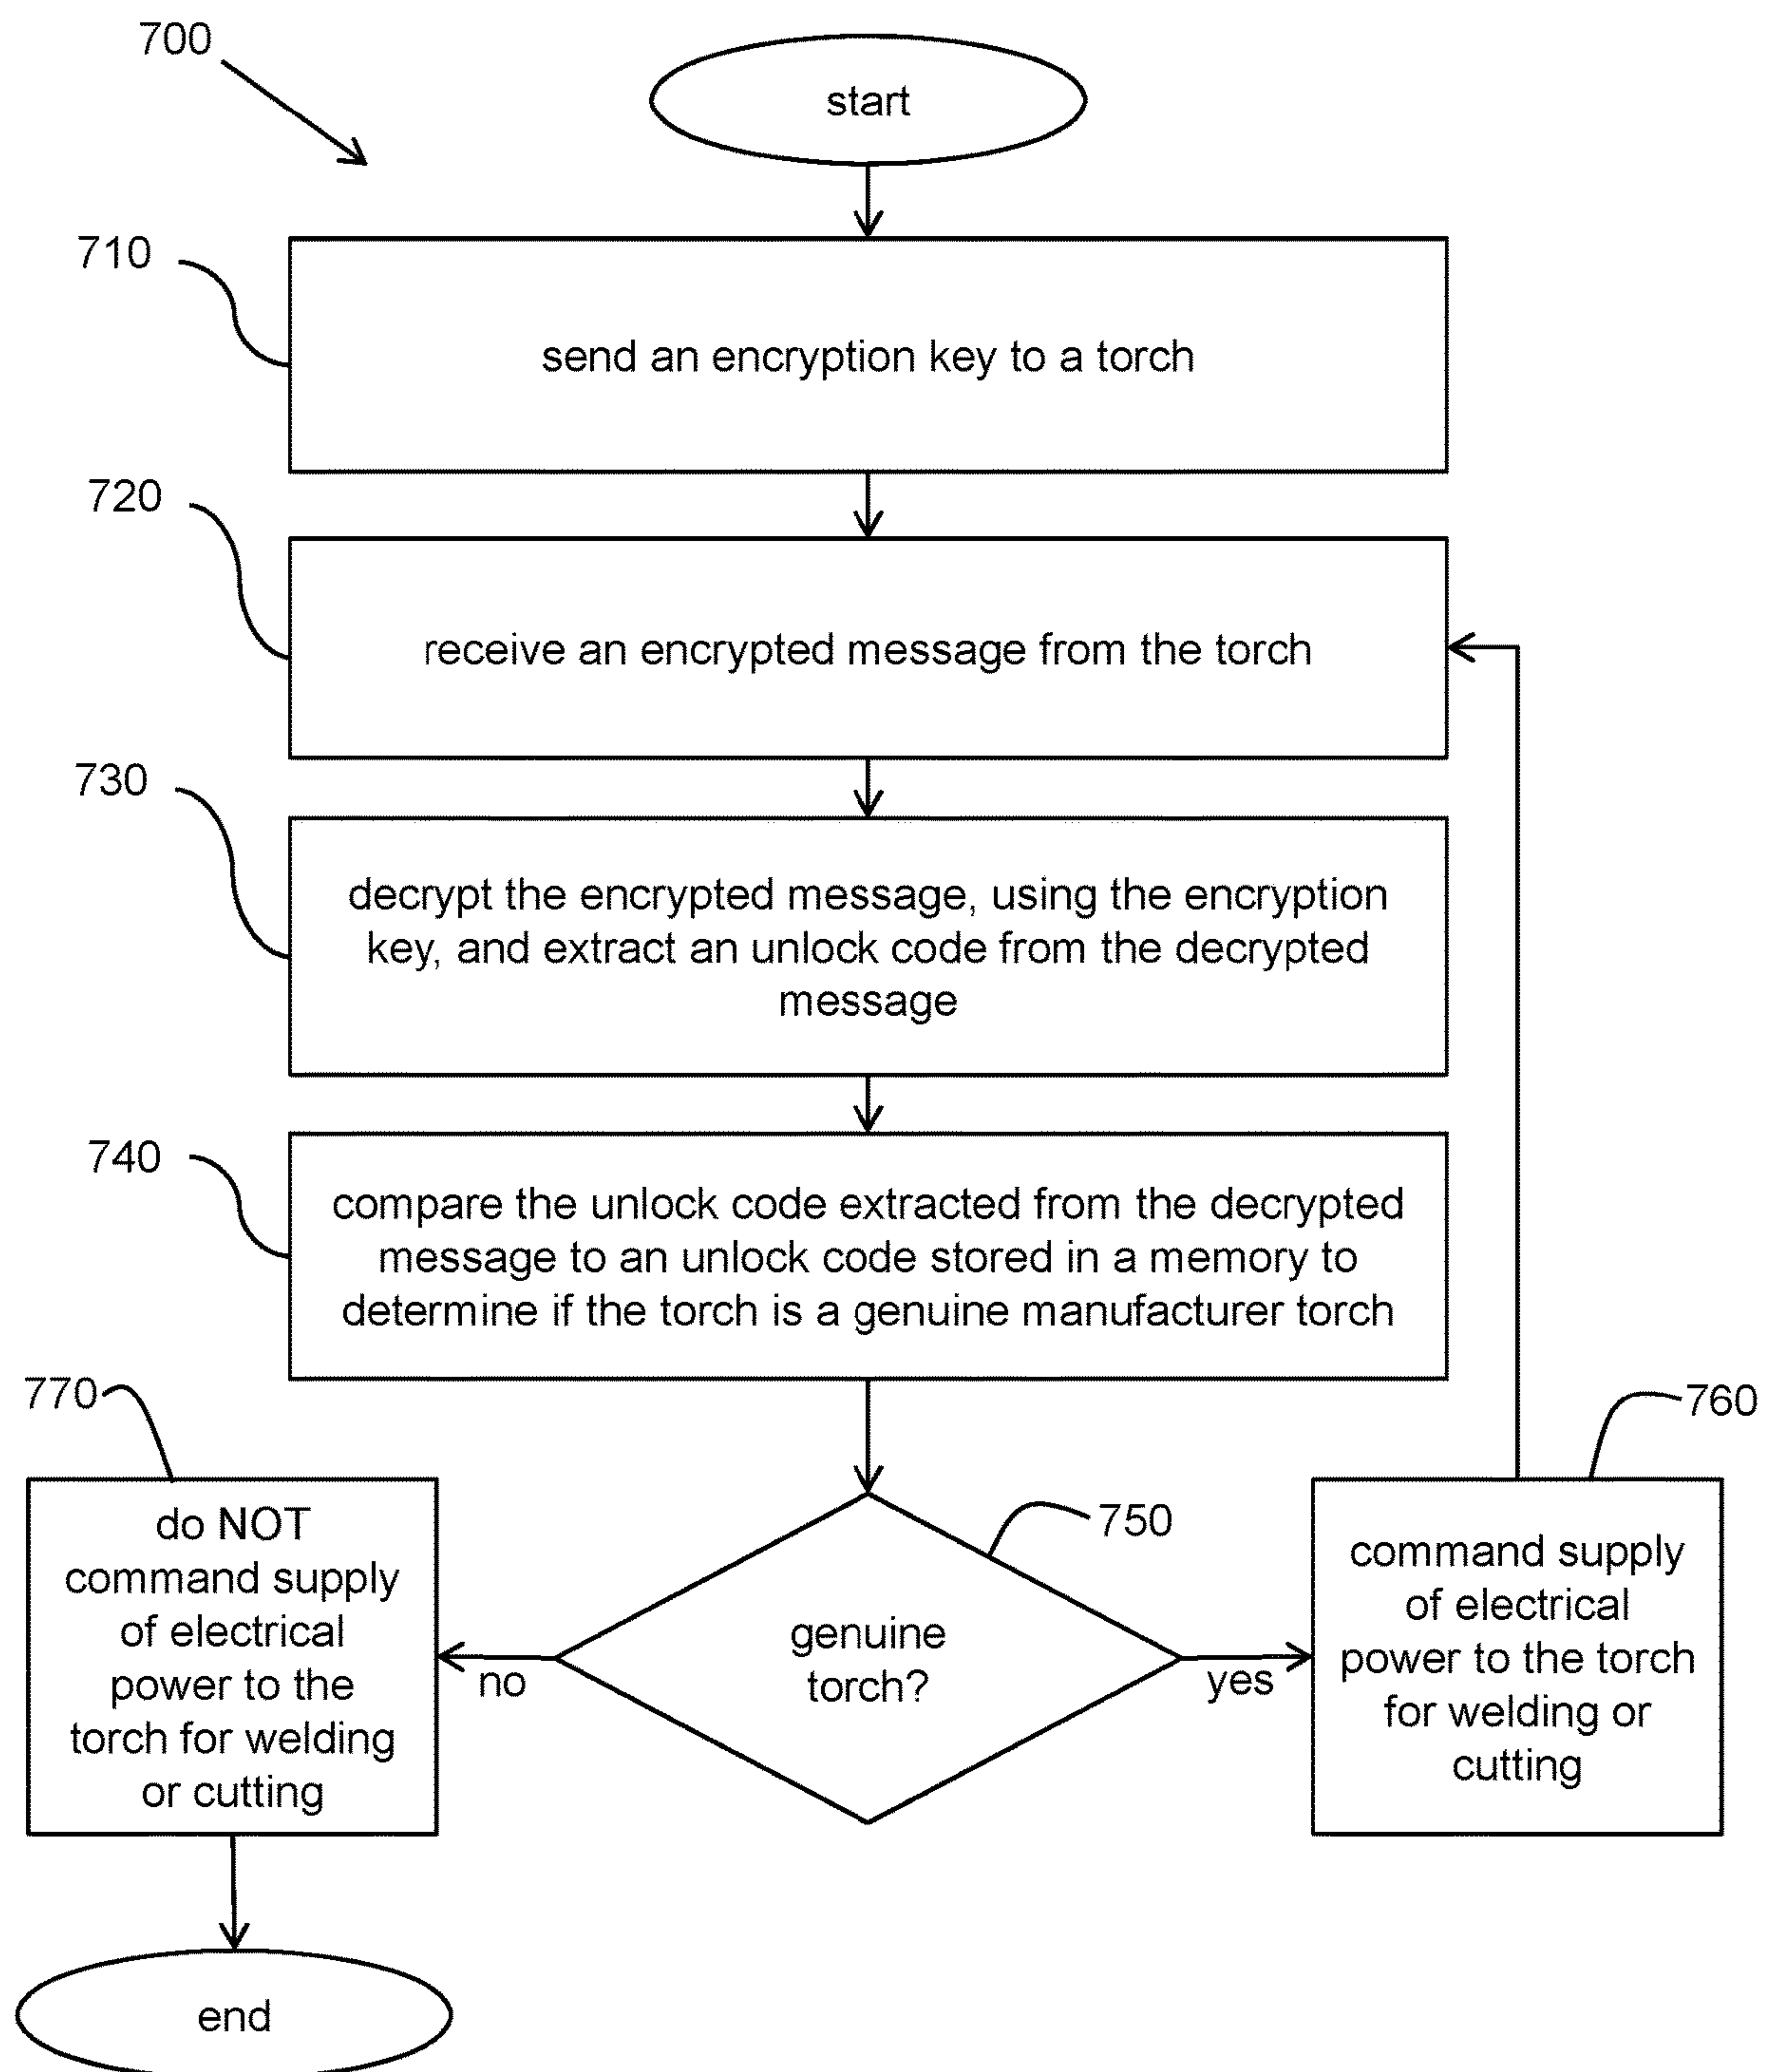 700
start
710
send an encryption key to a torch
720
receive an encrypted message from the torch
730
decrypt the encrypted message, using the encryption
key, and extract an unlock code from the decrypted
message
740
compare the unlock code extracted from the decrypted
message to an unlock code stored in a memory to
determine if the torch is a genuine manufacturer torch
770
do NOT
command supply
of electrical
power to the
torch for welding
or cutting
no
750
genuine
torch?
yes
760
command supply
of electrical
power to the torch
for welding or
cutting
end